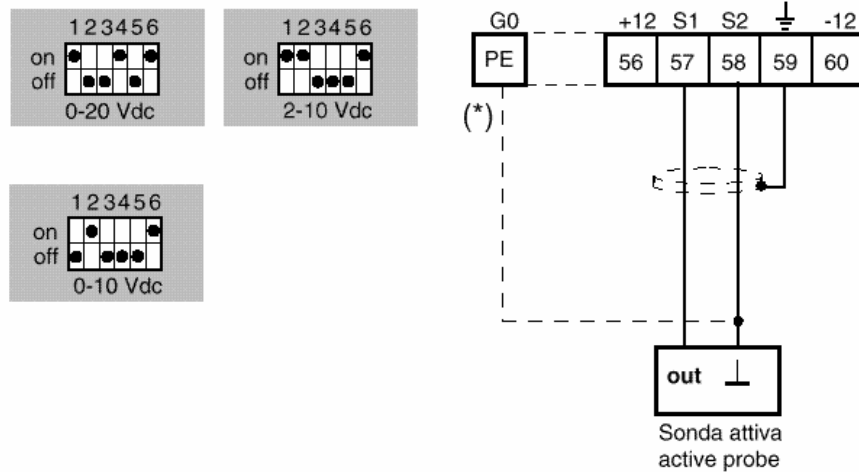 123456
on
off
0-20 Vdc
123456
on
off
2-10 Vdc
123456
on
off
0-10 Vdc
G0 +12 S1 S2 -12
PE 56 57 58 59 60
(*)
out
Sonda attiva
active probe